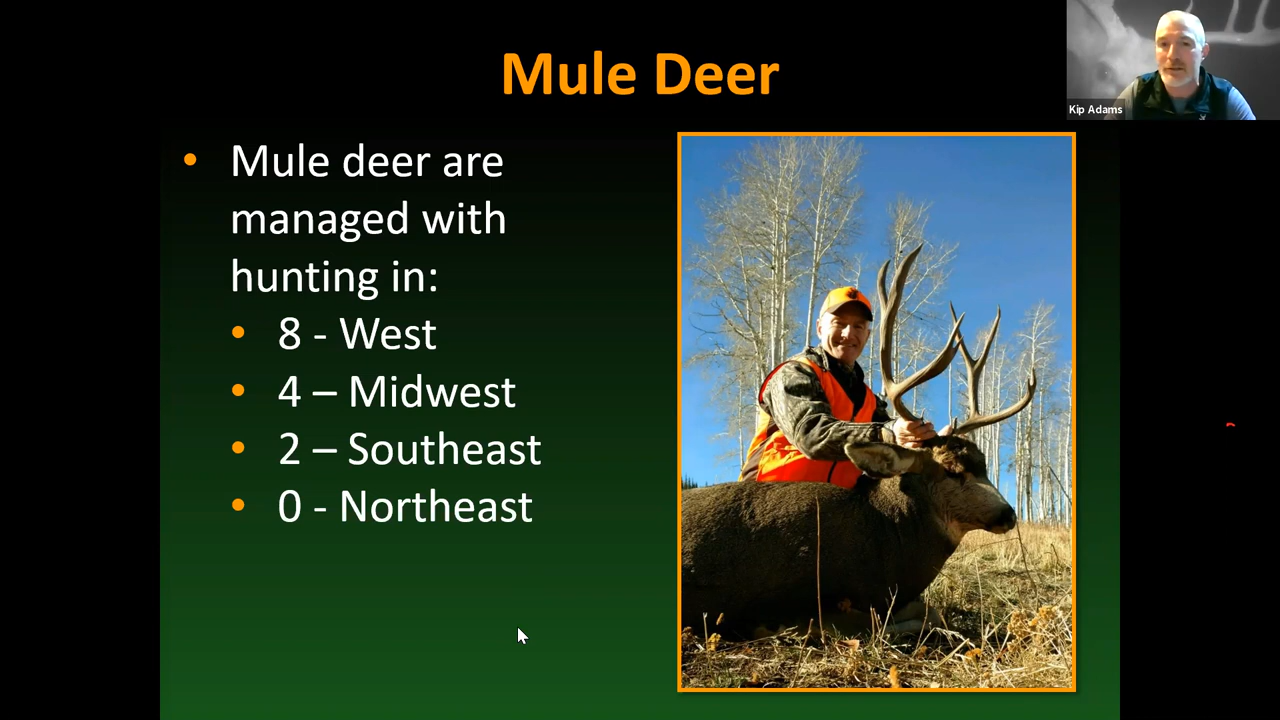 Mule Deer
Kip Adams
• Mule deer are
managed with
hunting in:
• 8 - West
• 4 – Midwest
• 2 – Southeast
• 0 - Northeast